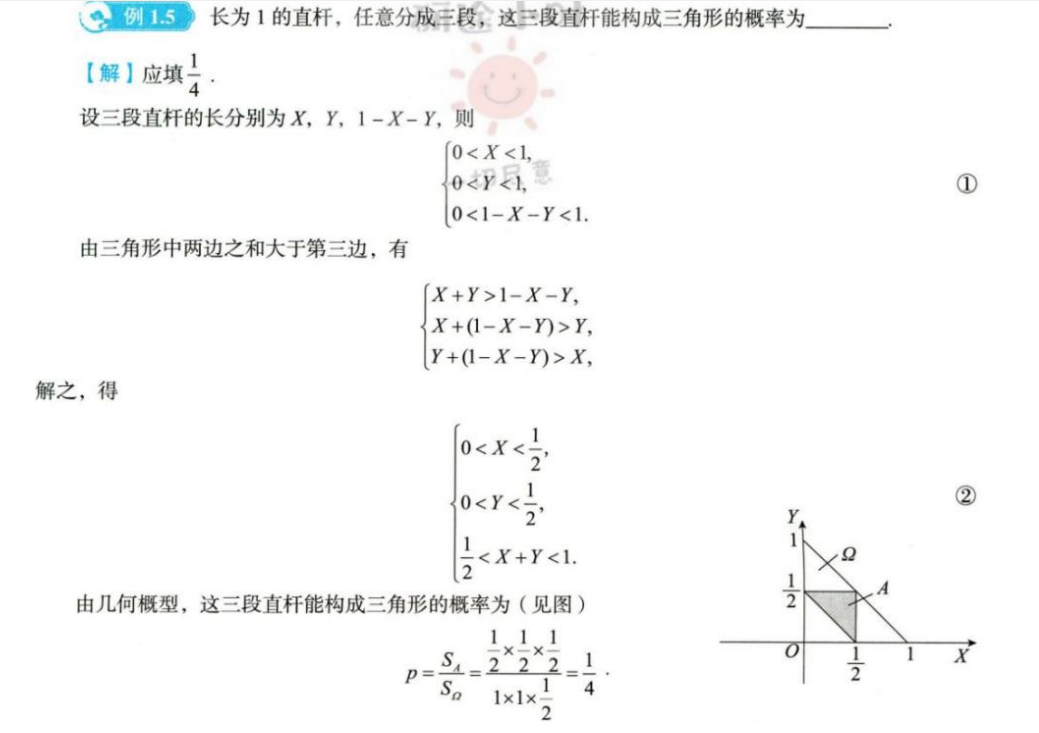 例 1.5 长为 1 的直杆，任意分成三段，这三段直杆能构成三角形的概率为________.
【解】应填 1/4 .
设三段直杆的长分别为 X，Y，1-X-Y，则
0<X<1,
0<Y<1, ①
0<1-X-Y<1.
由三角形中两边之和大于第三边，有
X+Y>1-X-Y,
X+(1-X-Y)>Y,
Y+(1-X-Y)>X,
解之，得
0<X<1/2,
0<Y<1/2, ②
1/2<X+Y<1.
由几何概型，这三段直杆能构成三角形的概率为（见图）
p=S_A/S_Ω=(1/2×1/2×1/2)/(1×1×1/2)=1/4 .
Y
1
Ω
1/2
A
O
1/2
1
X